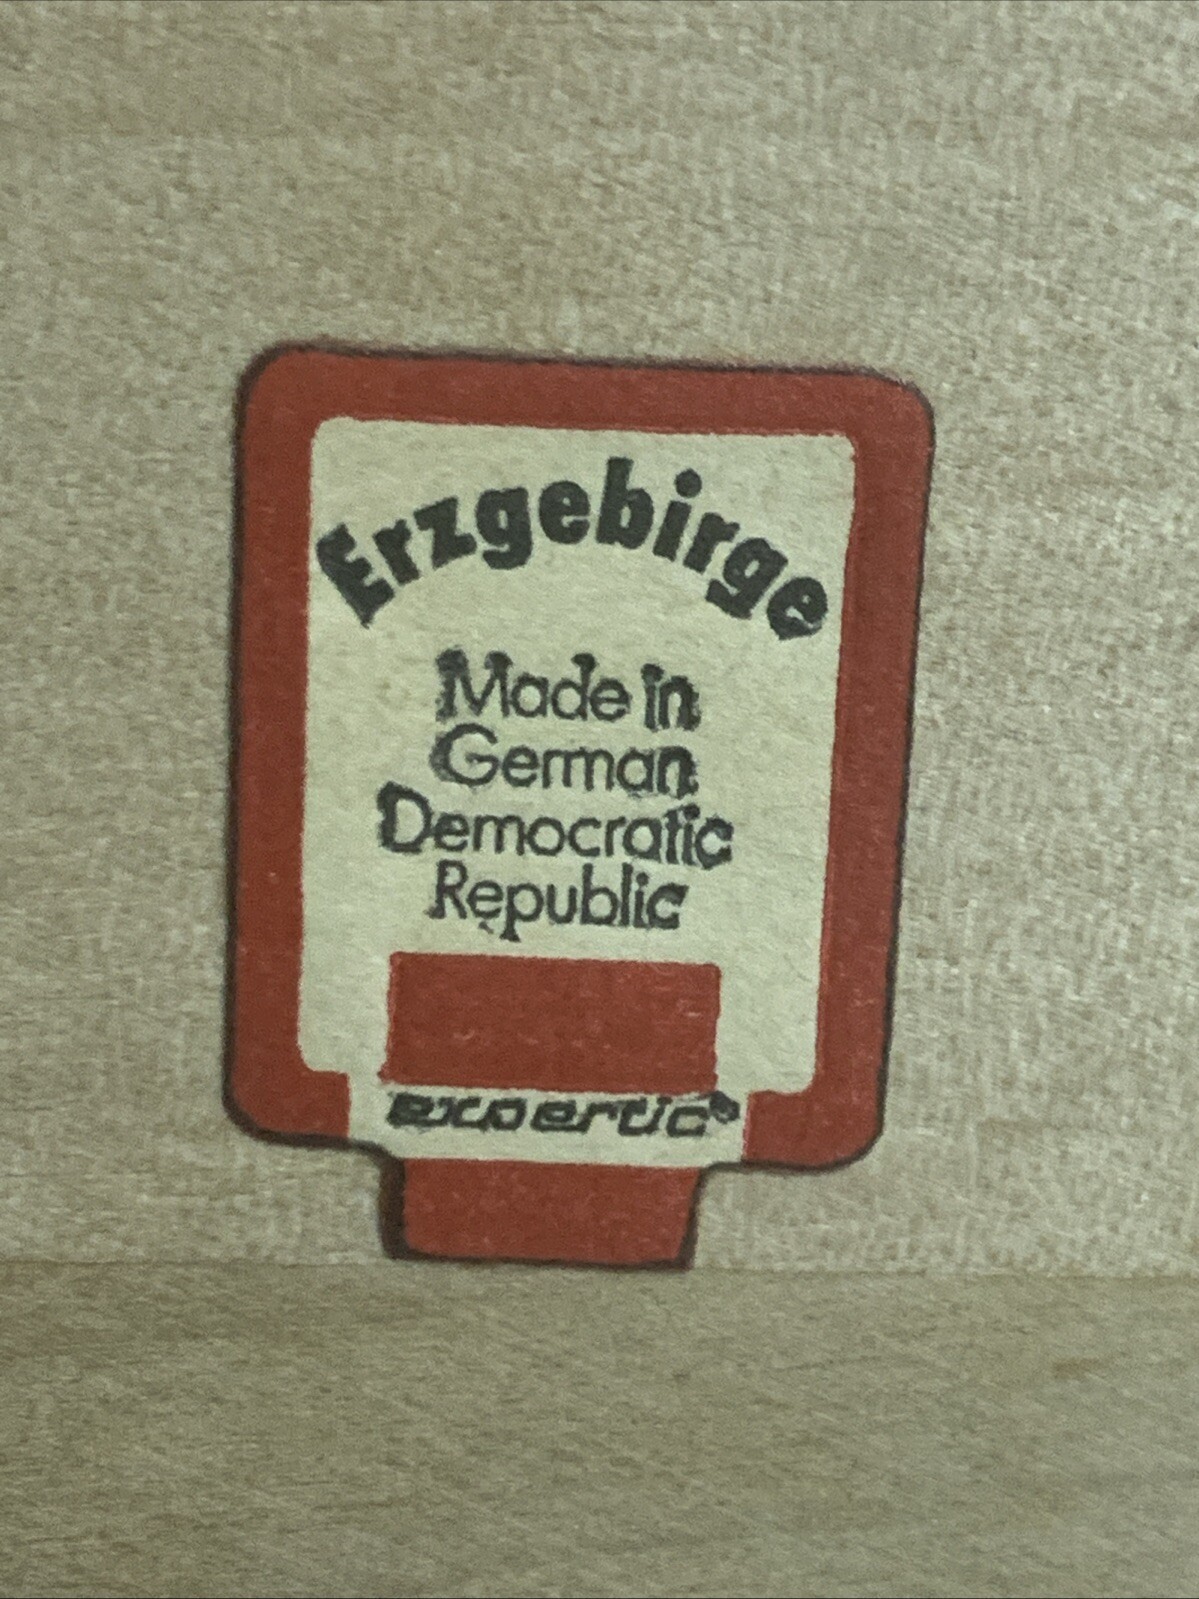 Erzgebirge
Made in
German
Democratic
Republic
expertic®